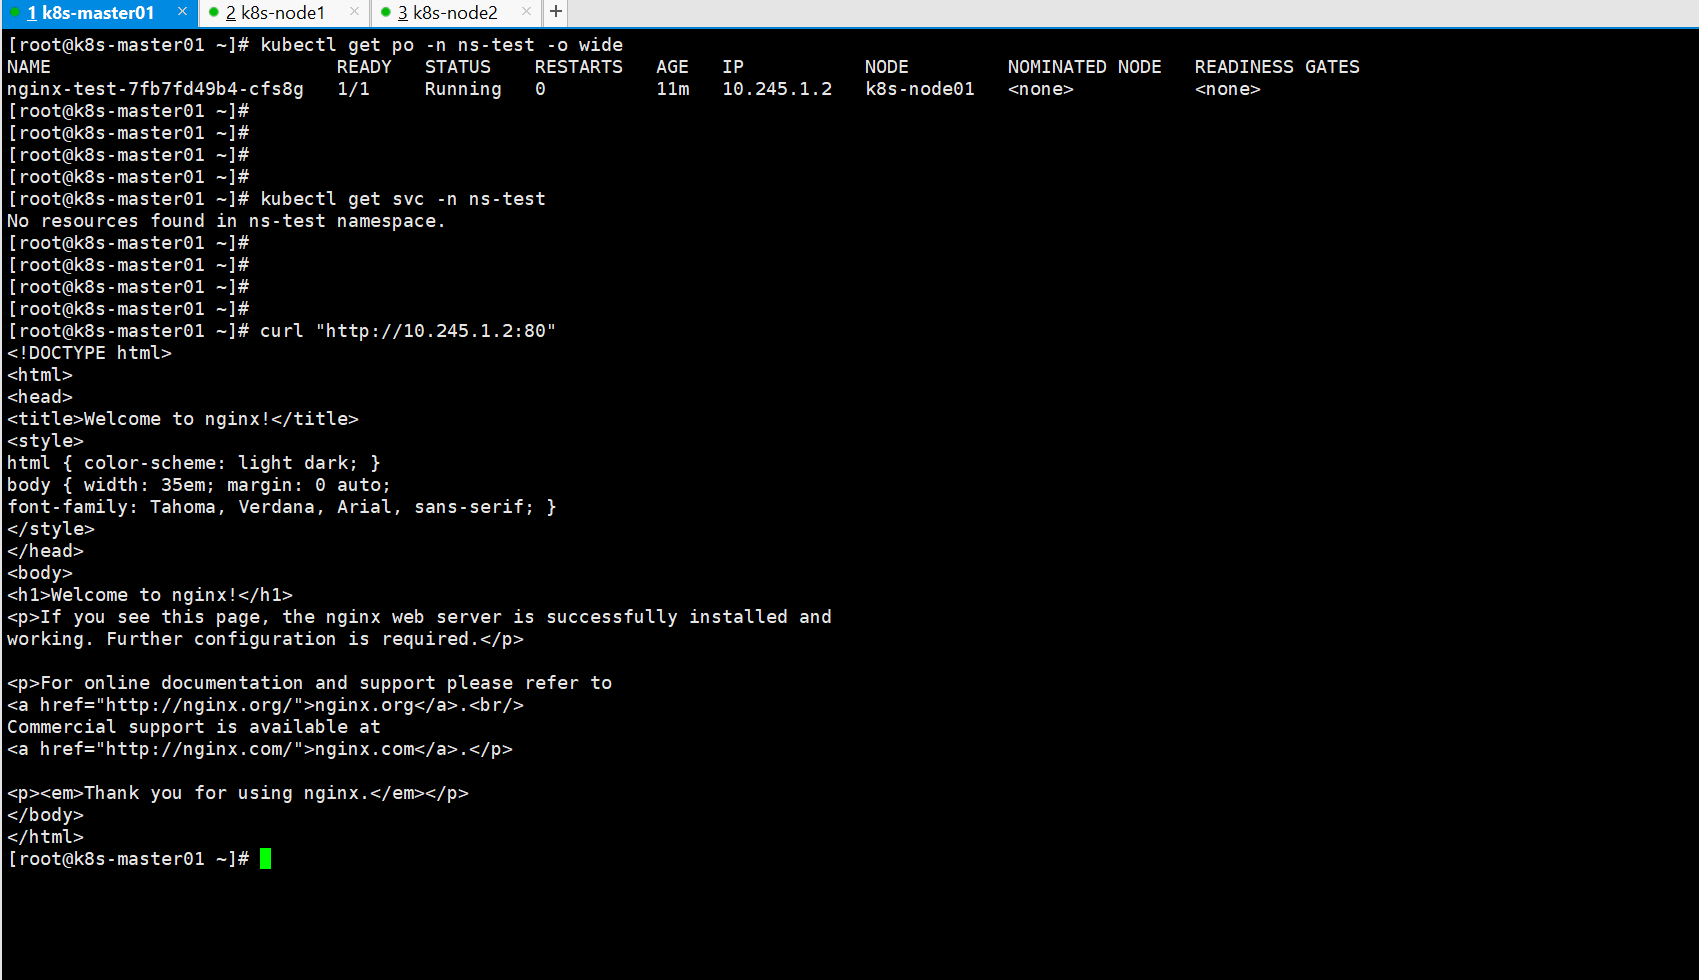 1 k8s-master01 × 2 k8s-node1 × 3 k8s-node2 × +
[root@k8s-master01 ~]# kubectl get po -n ns-test -o wide
NAME READY STATUS RESTARTS AGE IP NODE NOMINATED NODE READINESS GATES
nginx-test-7fb7fd49b4-cfs8g 1/1 Running 0 11m 10.245.1.2 k8s-node01 <none> <none>
[root@k8s-master01 ~]#
[root@k8s-master01 ~]#
[root@k8s-master01 ~]#
[root@k8s-master01 ~]#
[root@k8s-master01 ~]# kubectl get svc -n ns-test
No resources found in ns-test namespace.
[root@k8s-master01 ~]#
[root@k8s-master01 ~]#
[root@k8s-master01 ~]#
[root@k8s-master01 ~]#
[root@k8s-master01 ~]# curl "http://10.245.1.2:80"
<!DOCTYPE html>
<html>
<head>
<title>Welcome to nginx!</title>
<style>
html { color-scheme: light dark; }
body { width: 35em; margin: 0 auto;
font-family: Tahoma, Verdana, Arial, sans-serif; }
</style>
</head>
<body>
<h1>Welcome to nginx!</h1>
<p>If you see this page, the nginx web server is successfully installed and
working. Further configuration is required.</p>
<p>For online documentation and support please refer to
<a href="http://nginx.org/">nginx.org</a>.<br/>
Commercial support is available at
<a href="http://nginx.com/">nginx.com</a>.</p>
<p><em>Thank you for using nginx.</em></p>
</body>
</html>
[root@k8s-master01 ~]#